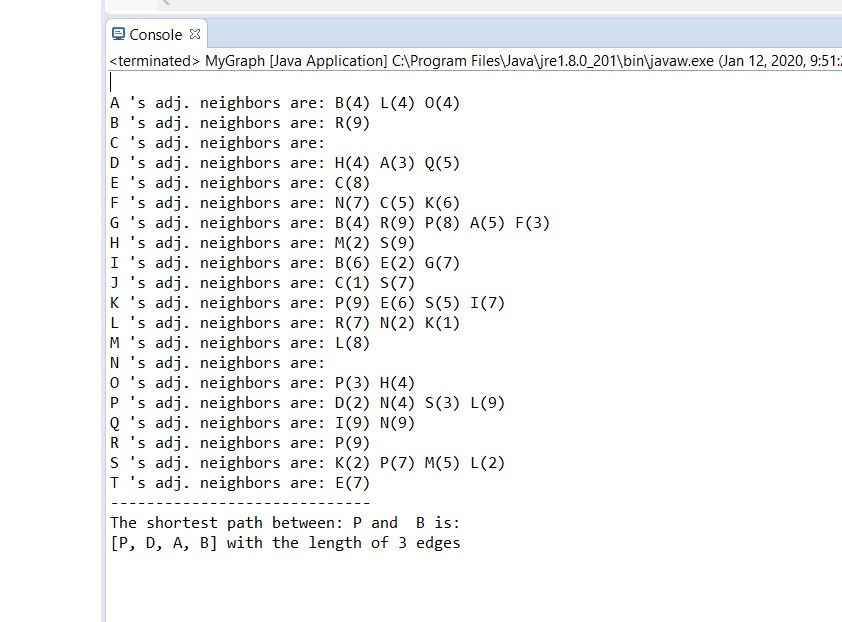 Console
<terminated> MyGraph [Java Application] C:\Program Files\Java\jre1.8.0_201\bin\javaw.exe (Jan 12, 2020, 9:51:
A 's adj. neighbors are: B(4) L(4) O(4)
B 's adj. neighbors are: R(9)
C 's adj. neighbors are:
D 's adj. neighbors are: H(4) A(3) Q(5)
E 's adj. neighbors are: C(8)
F 's adj. neighbors are: N(7) C(5) K(6)
G 's adj. neighbors are: B(4) R(9) P(8) A(5) F(3)
H 's adj. neighbors are: M(2) S(9)
I 's adj. neighbors are: B(6) E(2) G(7)
J 's adj. neighbors are: C(1) S(7)
K 's adj. neighbors are: P(9) E(6) S(5) I(7)
L 's adj. neighbors are: R(7) N(2) K(1)
M 's adj. neighbors are: L(8)
N 's adj. neighbors are:
O 's adj. neighbors are: P(3) H(4)
P 's adj. neighbors are: D(2) N(4) S(3) L(9)
Q 's adj. neighbors are: I(9) N(9)
R 's adj. neighbors are: P(9)
S 's adj. neighbors are: K(2) P(7) M(5) L(2)
T 's adj. neighbors are: E(7)
-----------------------------
The shortest path between: P and  B is:
[P, D, A, B] with the length of 3 edges